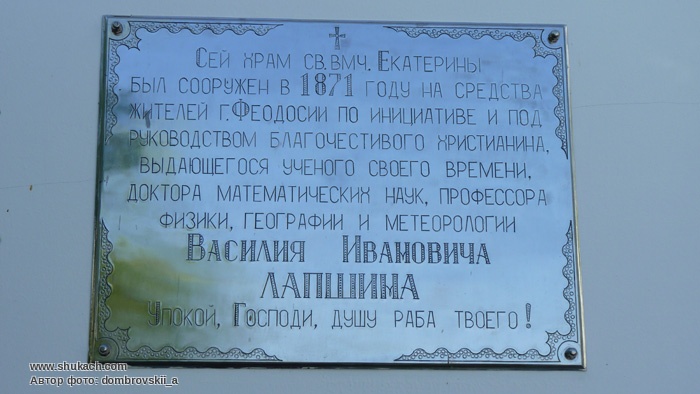 Сей храм св. вмч. Екатерины
был сооружен в 1871 году на средства
жителей г. Феодосии по инициативе и под
руководством благочестивого христианина,
выдающегося ученого своего времени,
доктора математических наук, профессора
физики, географии и метеорологии
Василия Ивановича
ЛАПШИНА
Упокой, Господи, душу раба твоего!
www.shukach.com
Автор фото: dombrovskii_a